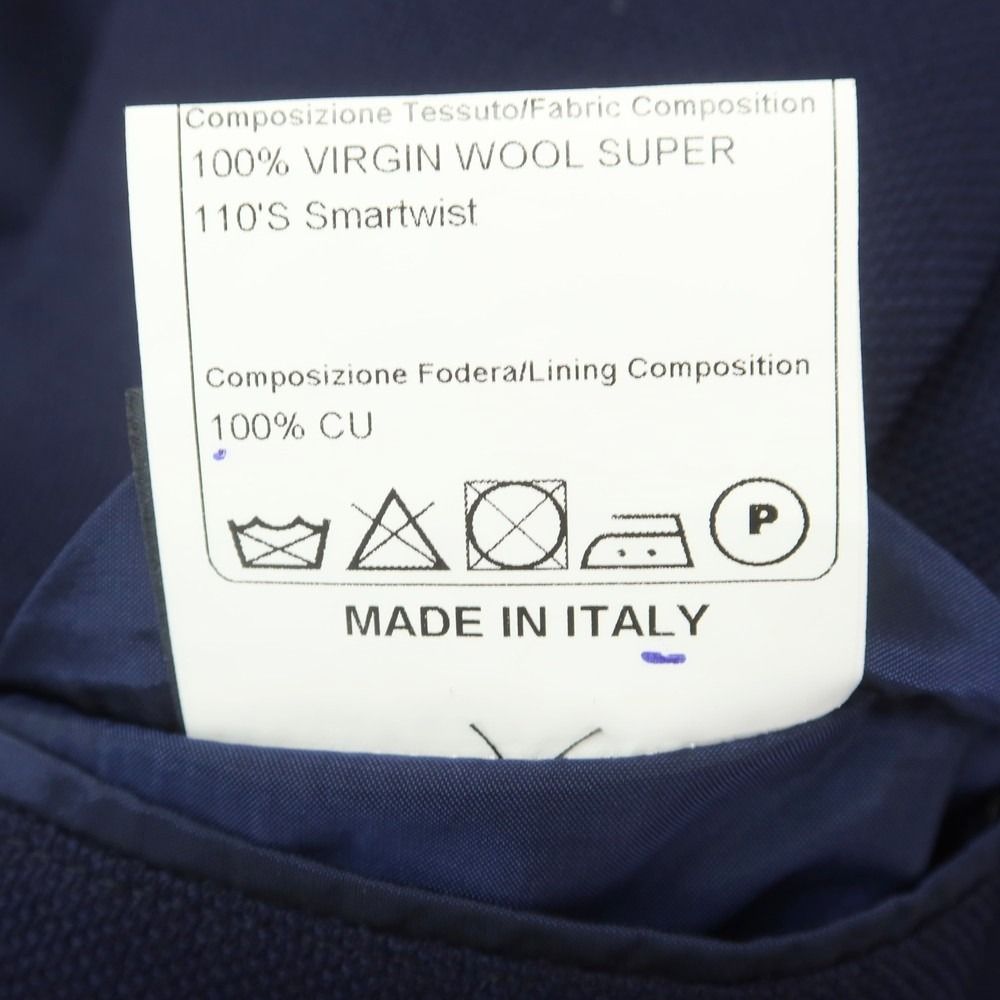 Composizione Tessuto/Fabric Composition
100% VIRGIN WOOL SUPER
110'S Smartwist
Composizione Fodera/Lining Composition
100% CU
P
MADE IN ITALY